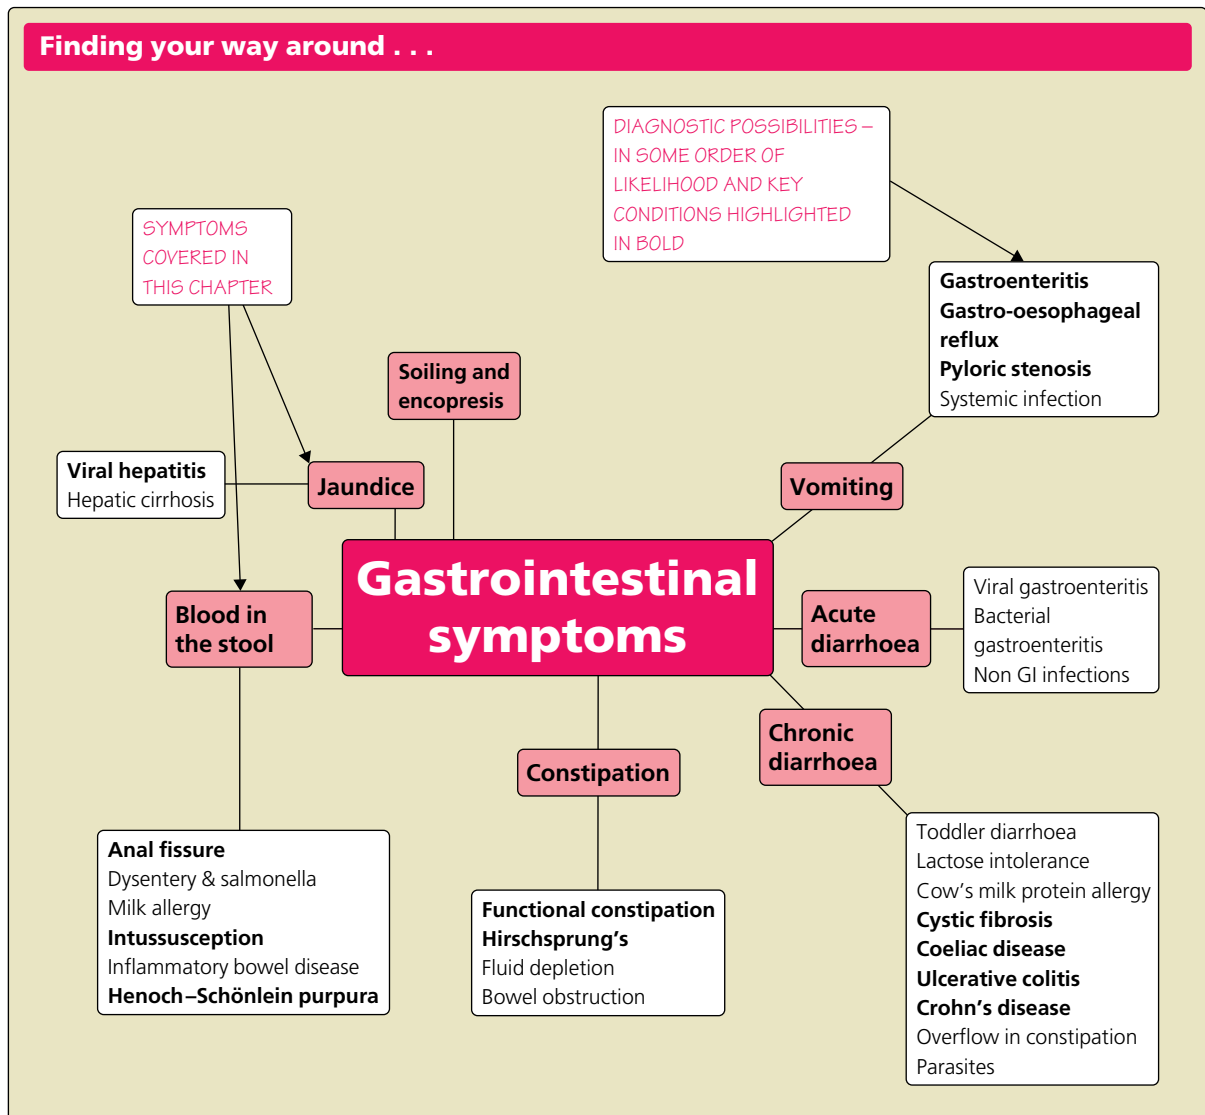 Finding your way around . . .
DIAGNOSTIC POSSIBILITIES –
IN SOME ORDER OF
LIKELIHOOD AND KEY
CONDITIONS HIGHLIGHTED
IN BOLD
SYMPTOMS
COVERED IN
THIS CHAPTER
Gastroenteritis
Gastro-oesophageal
reflux
Pyloric stenosis
Systemic infection
Soiling and
encopresis
Viral hepatitis
Hepatic cirrhosis
Jaundice
Vomiting
Gastrointestinal
symptoms
Blood in
the stool
Acute
diarrhoea
Viral gastroenteritis
Bacterial
gastroenteritis
Non GI infections
Chronic
diarrhoea
Constipation
Anal fissure
Dysentery & salmonella
Milk allergy
Intussusception
Inflammatory bowel disease
Henoch–Schönlein purpura
Functional constipation
Hirschsprung's
Fluid depletion
Bowel obstruction
Toddler diarrhoea
Lactose intolerance
Cow's milk protein allergy
Cystic fibrosis
Coeliac disease
Ulcerative colitis
Crohn's disease
Overflow in constipation
Parasites